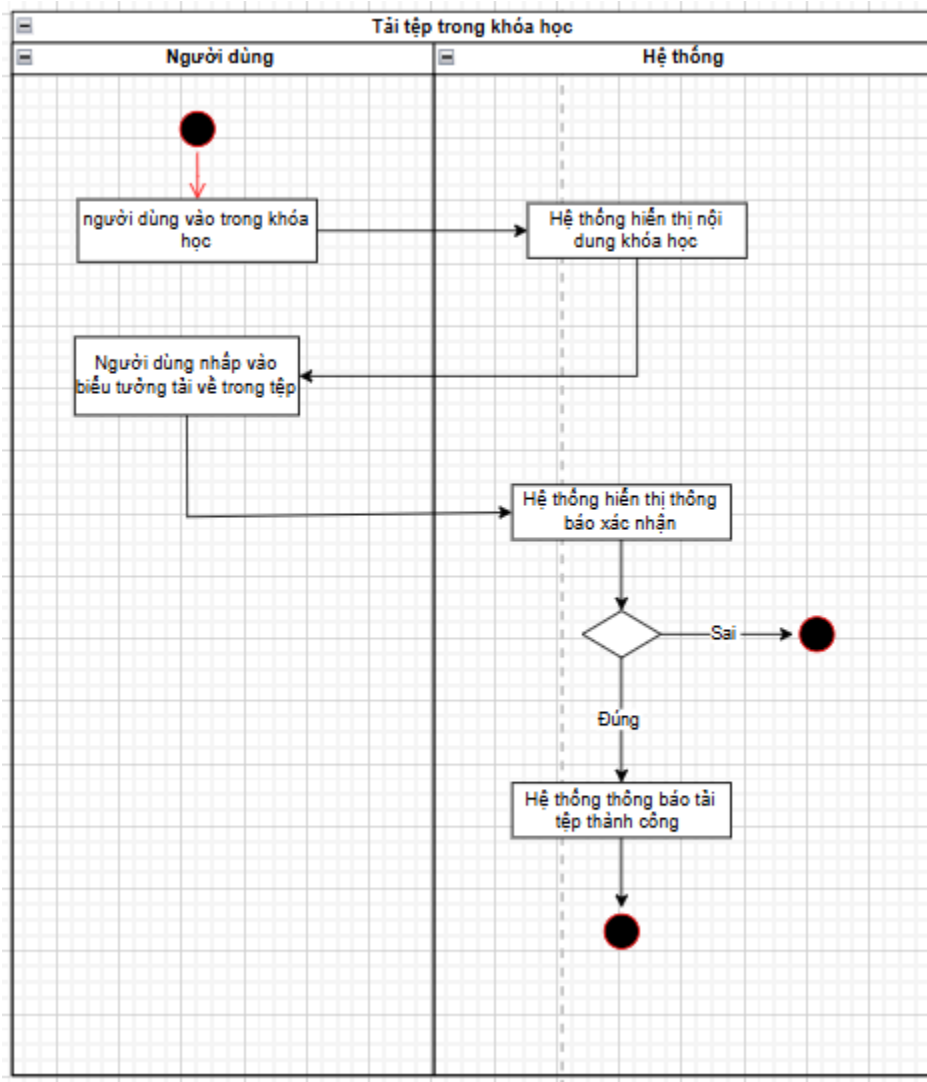 Tải tệp trong khóa học
Người dùng
Hệ thống
người dùng vào trong khóa
học
Hệ thống hiển thị nội
dung khóa học
Người dùng nhấp vào
biểu tưởng tải về trong tệp
Hệ thống hiển thị thông
báo xác nhận
Sai
Đúng
Hệ thống thông báo tải
tệp thành công